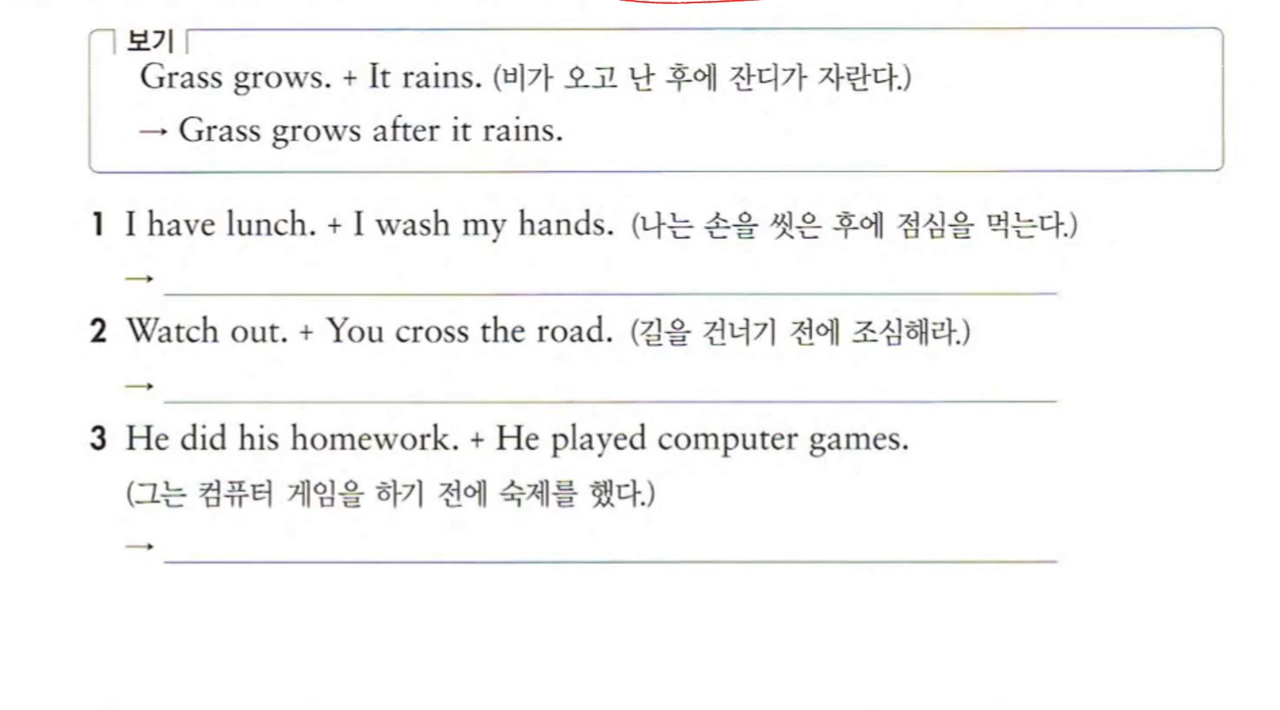 보기
Grass grows. + It rains. (비가 오고 난 후에 잔디가 자란다.)
→ Grass grows after it rains.
1 I have lunch. + I wash my hands. (나는 손을 씻은 후에 점심을 먹는다.)
→
2 Watch out. + You cross the road. (길을 건너기 전에 조심해라.)
→
3 He did his homework. + He played computer games.
(그는 컴퓨터 게임을 하기 전에 숙제를 했다.)
→